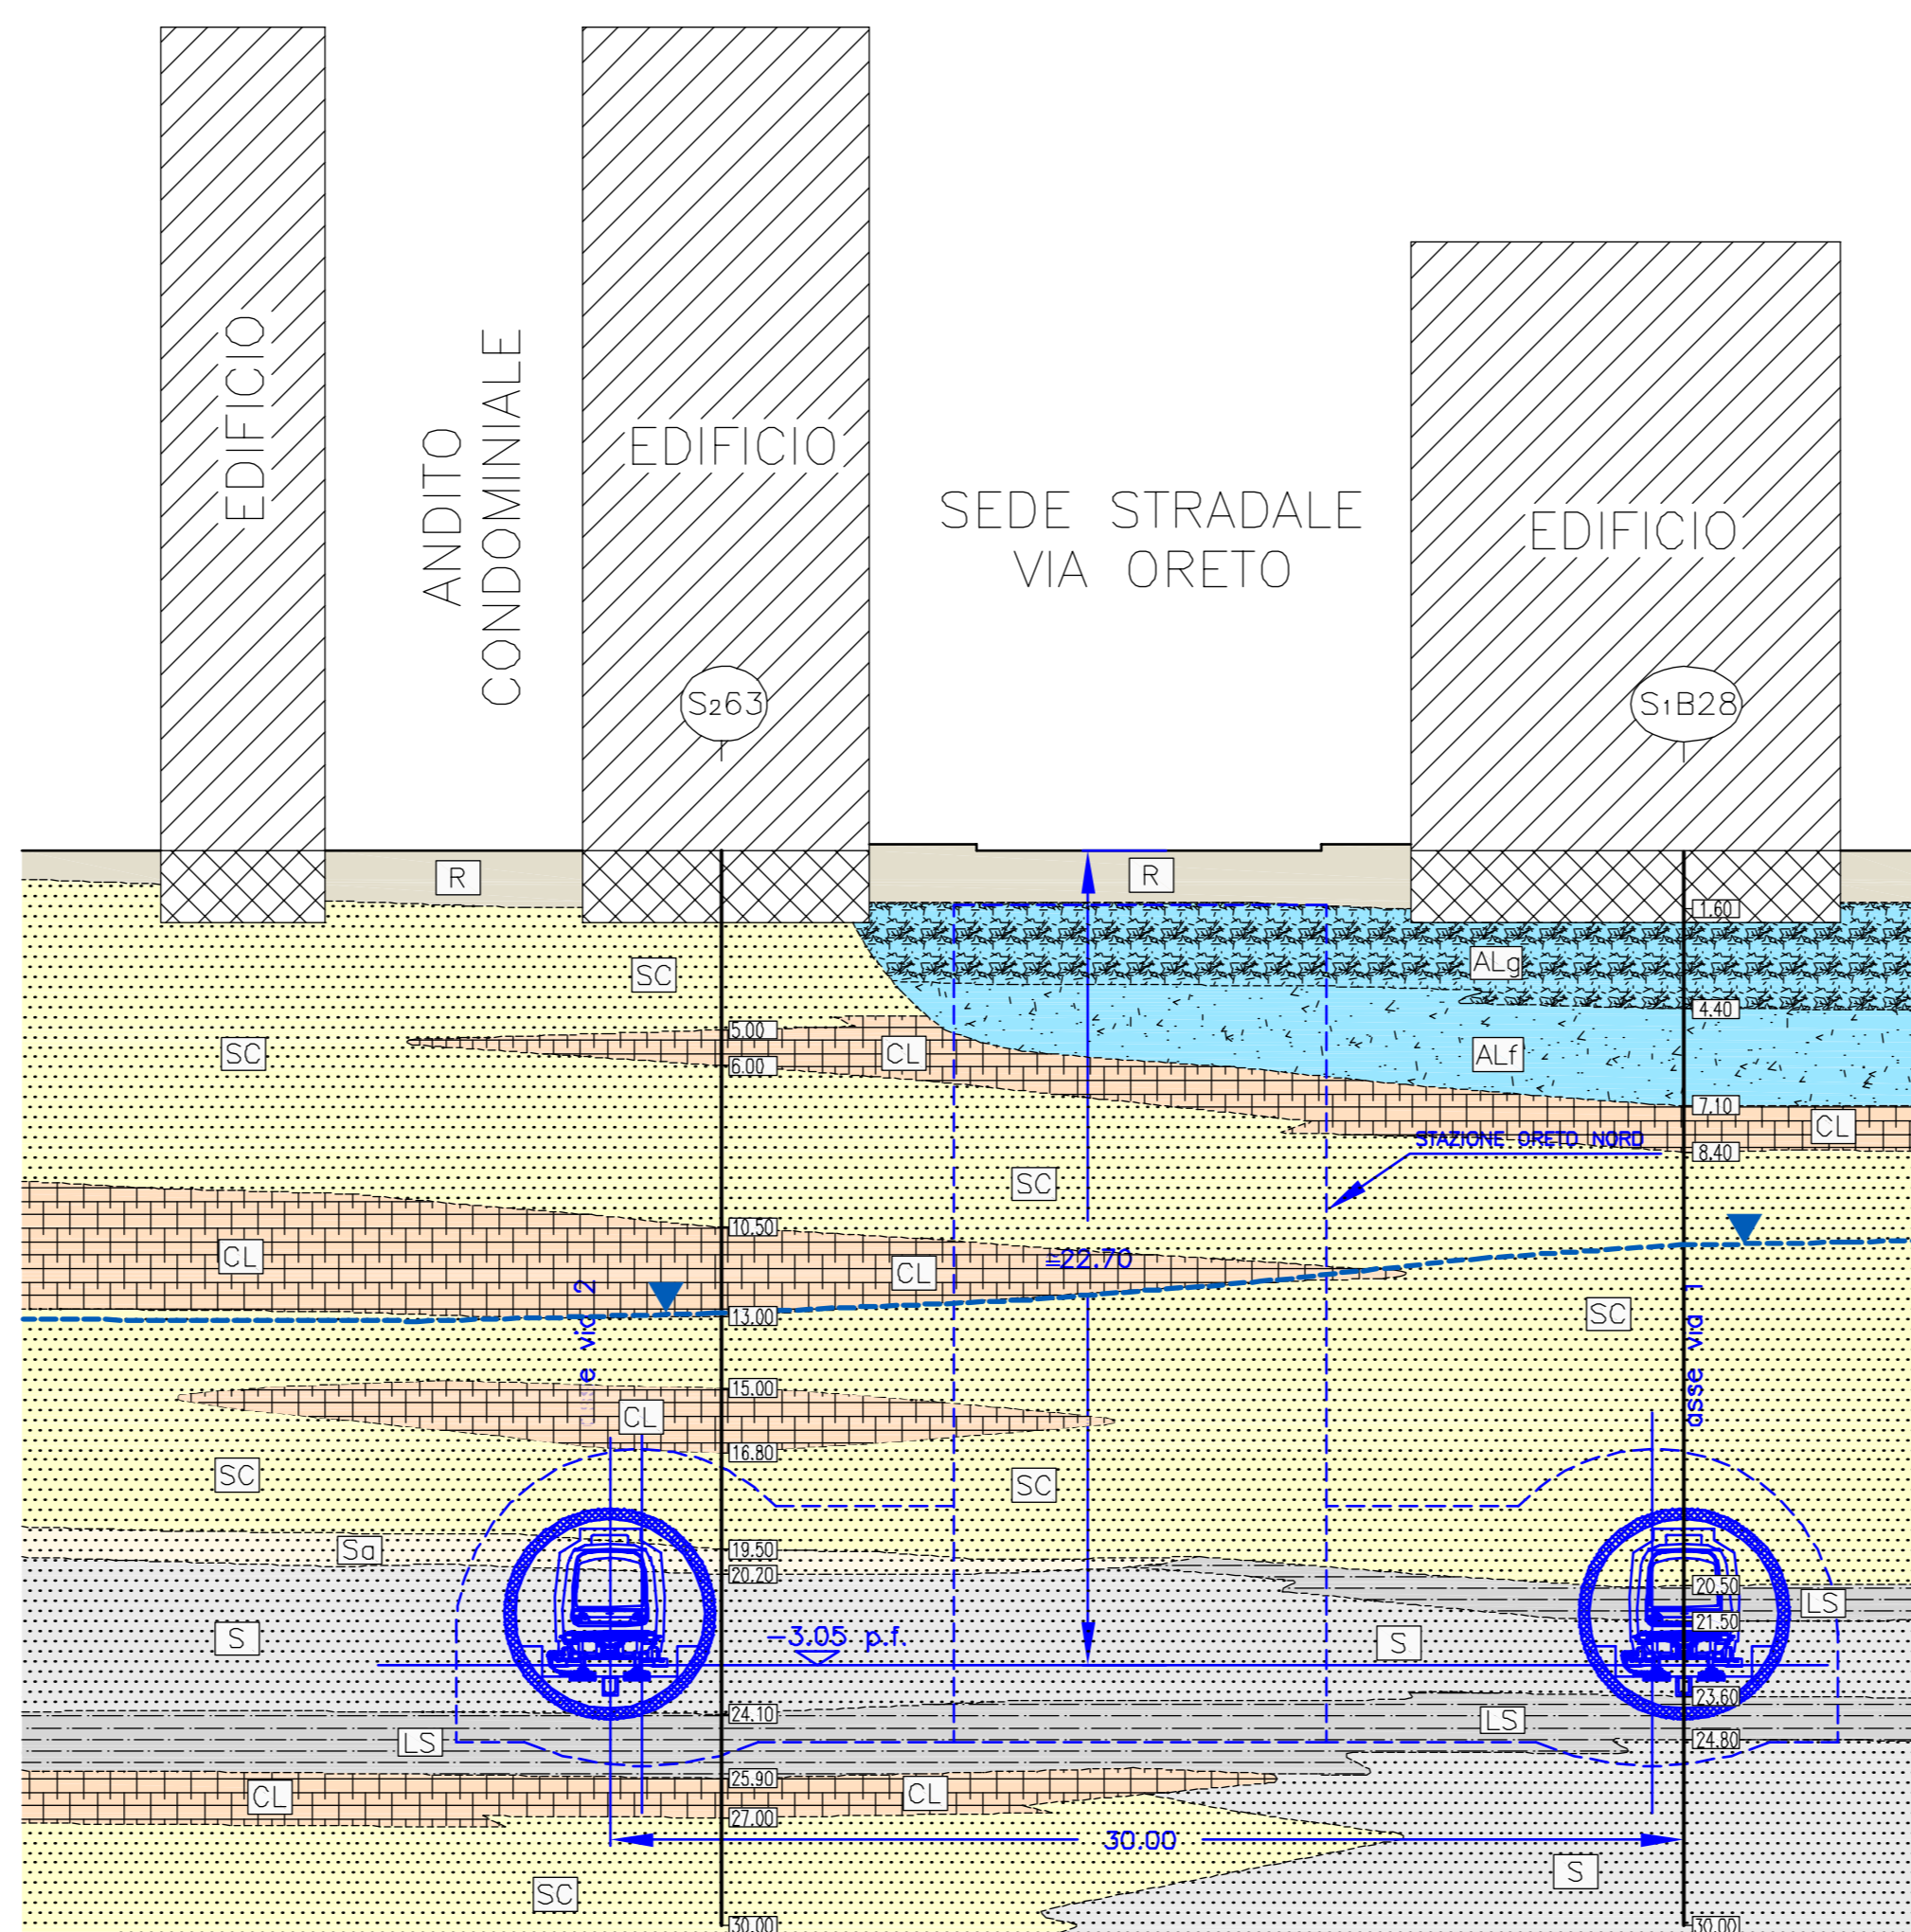 EDIFICIO
ANDITO
CONDOMINIALE
EDIFICIO
SEDE STRADALE
VIA ORETO
EDIFICIO
S263
S1B28
R
R
1.60
SC
ALg
4.40
5.00
SC
CL
ALf
6.00
7.10
CL
STAZIONE ORETO NORD
8.40
SC
10.50
CL
CL
±22.70
13.00
SC
asse via 2
asse via 1
15.00
CL
16.80
SC
SC
Sa
19.50
20.20
20.50
LS
21.50
S
-3.05 p.f.
S
23.60
24.10
LS
LS
24.80
25.90
CL
CL
27.00
30.00
S
SC
30.00
30.00